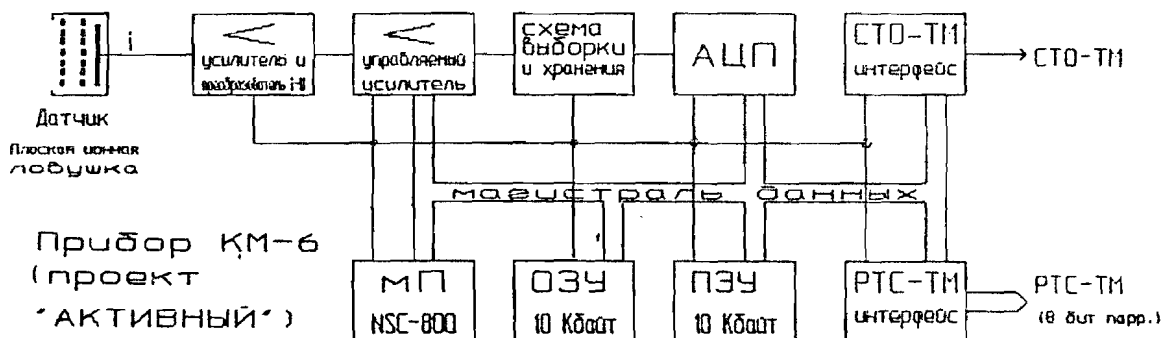 i
Датчик
Плоская ионная
ловушка
усилитель и
преобразователь i-U
управляемый
усилитель
схема
выборки
и хранения
АЦП
СТО-ТМ
интерфейс
СТО-ТМ
магистраль данных
Прибор КМ-6
(проект
"АКТИВНЫЙ")
МП
NSC-800
ОЗУ
10 Кбайт
ПЗУ
10 Кбайт
РТС-ТМ
интерфейс
РТС-ТМ
(8 бит парр.)